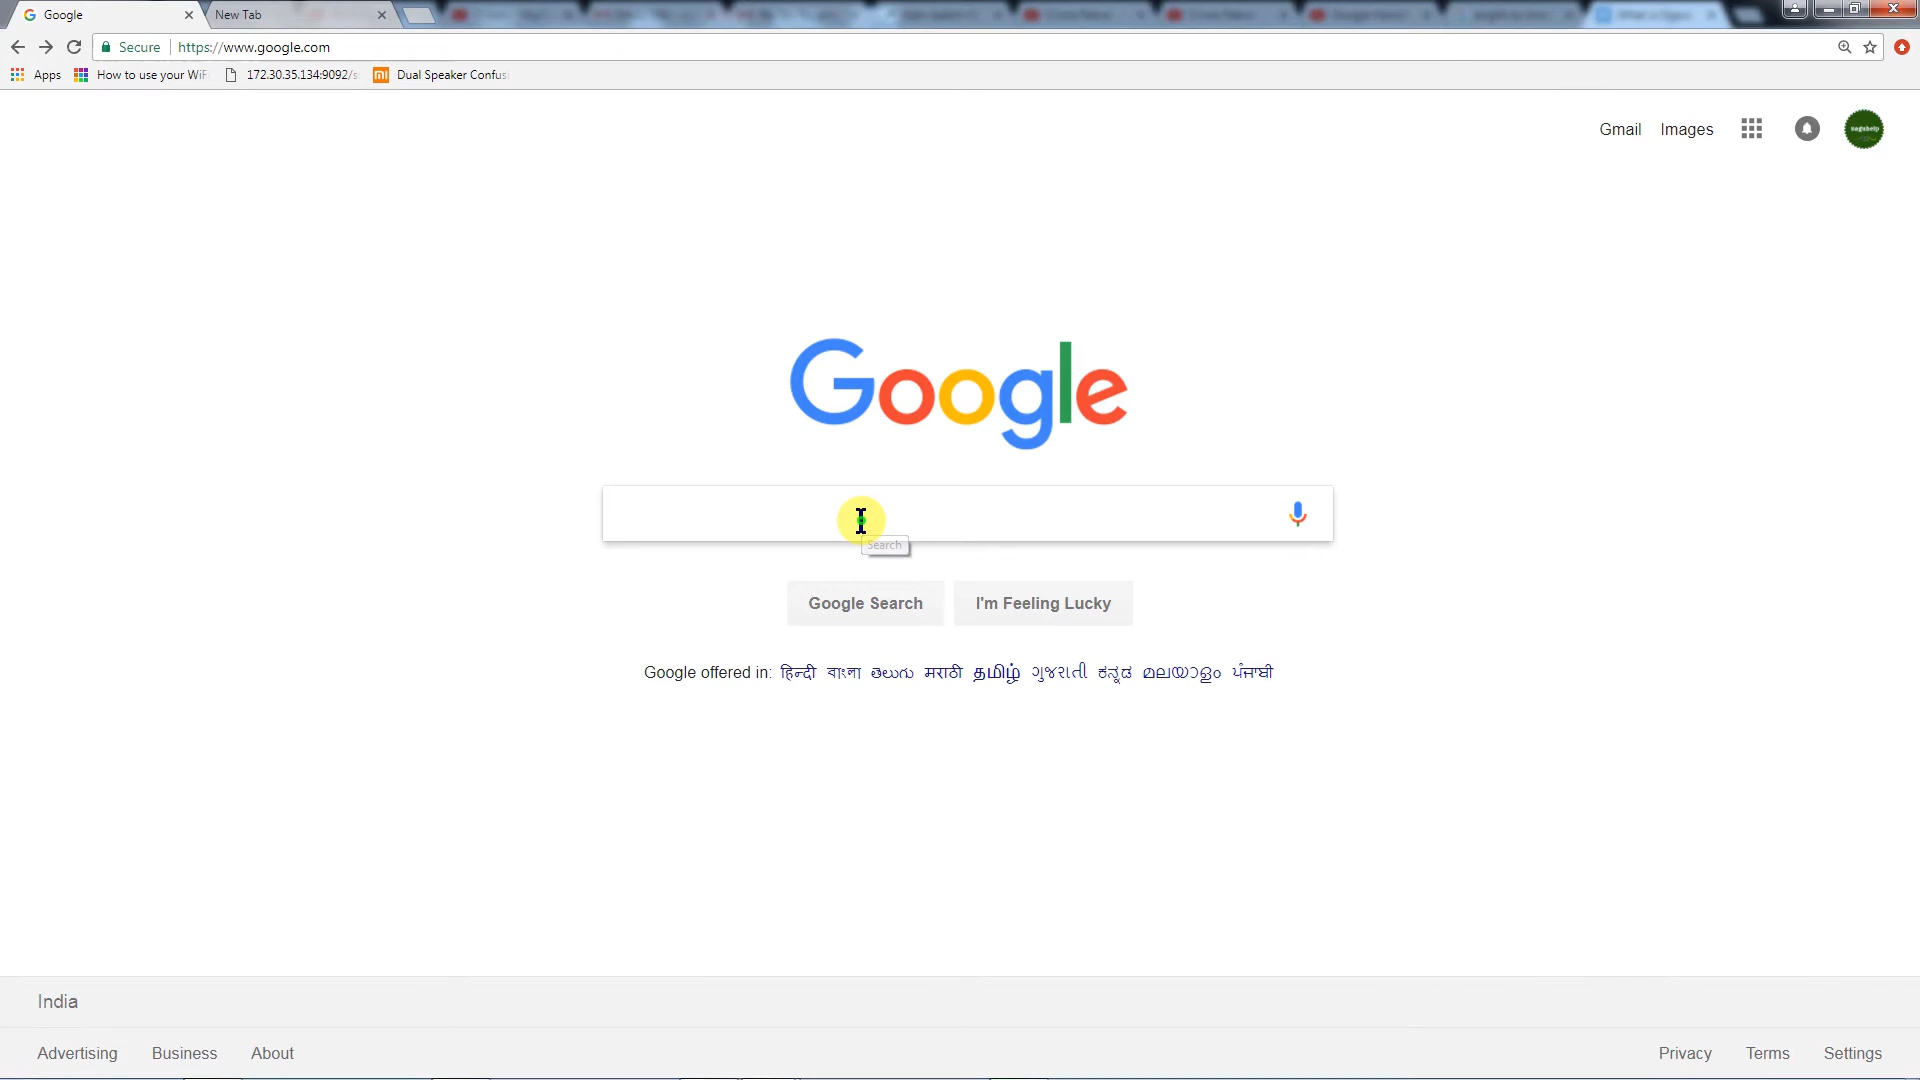 Google
New Tab
Secure
https://www.google.com
Apps
How to use your WiF
172.30.35.134:9092/s
mi
Dual Speaker Confusi
Gmail
Images
Google
Search
Google Search
I'm Feeling Lucky
Google offered in: हिन्दी বাংলা తెలుగు मराठी தமிழ் ગુજરાતી ಕನ್ನಡ മലയാളം ਪੰਜਾਬੀ
India
Advertising
Business
About
Privacy
Terms
Settings